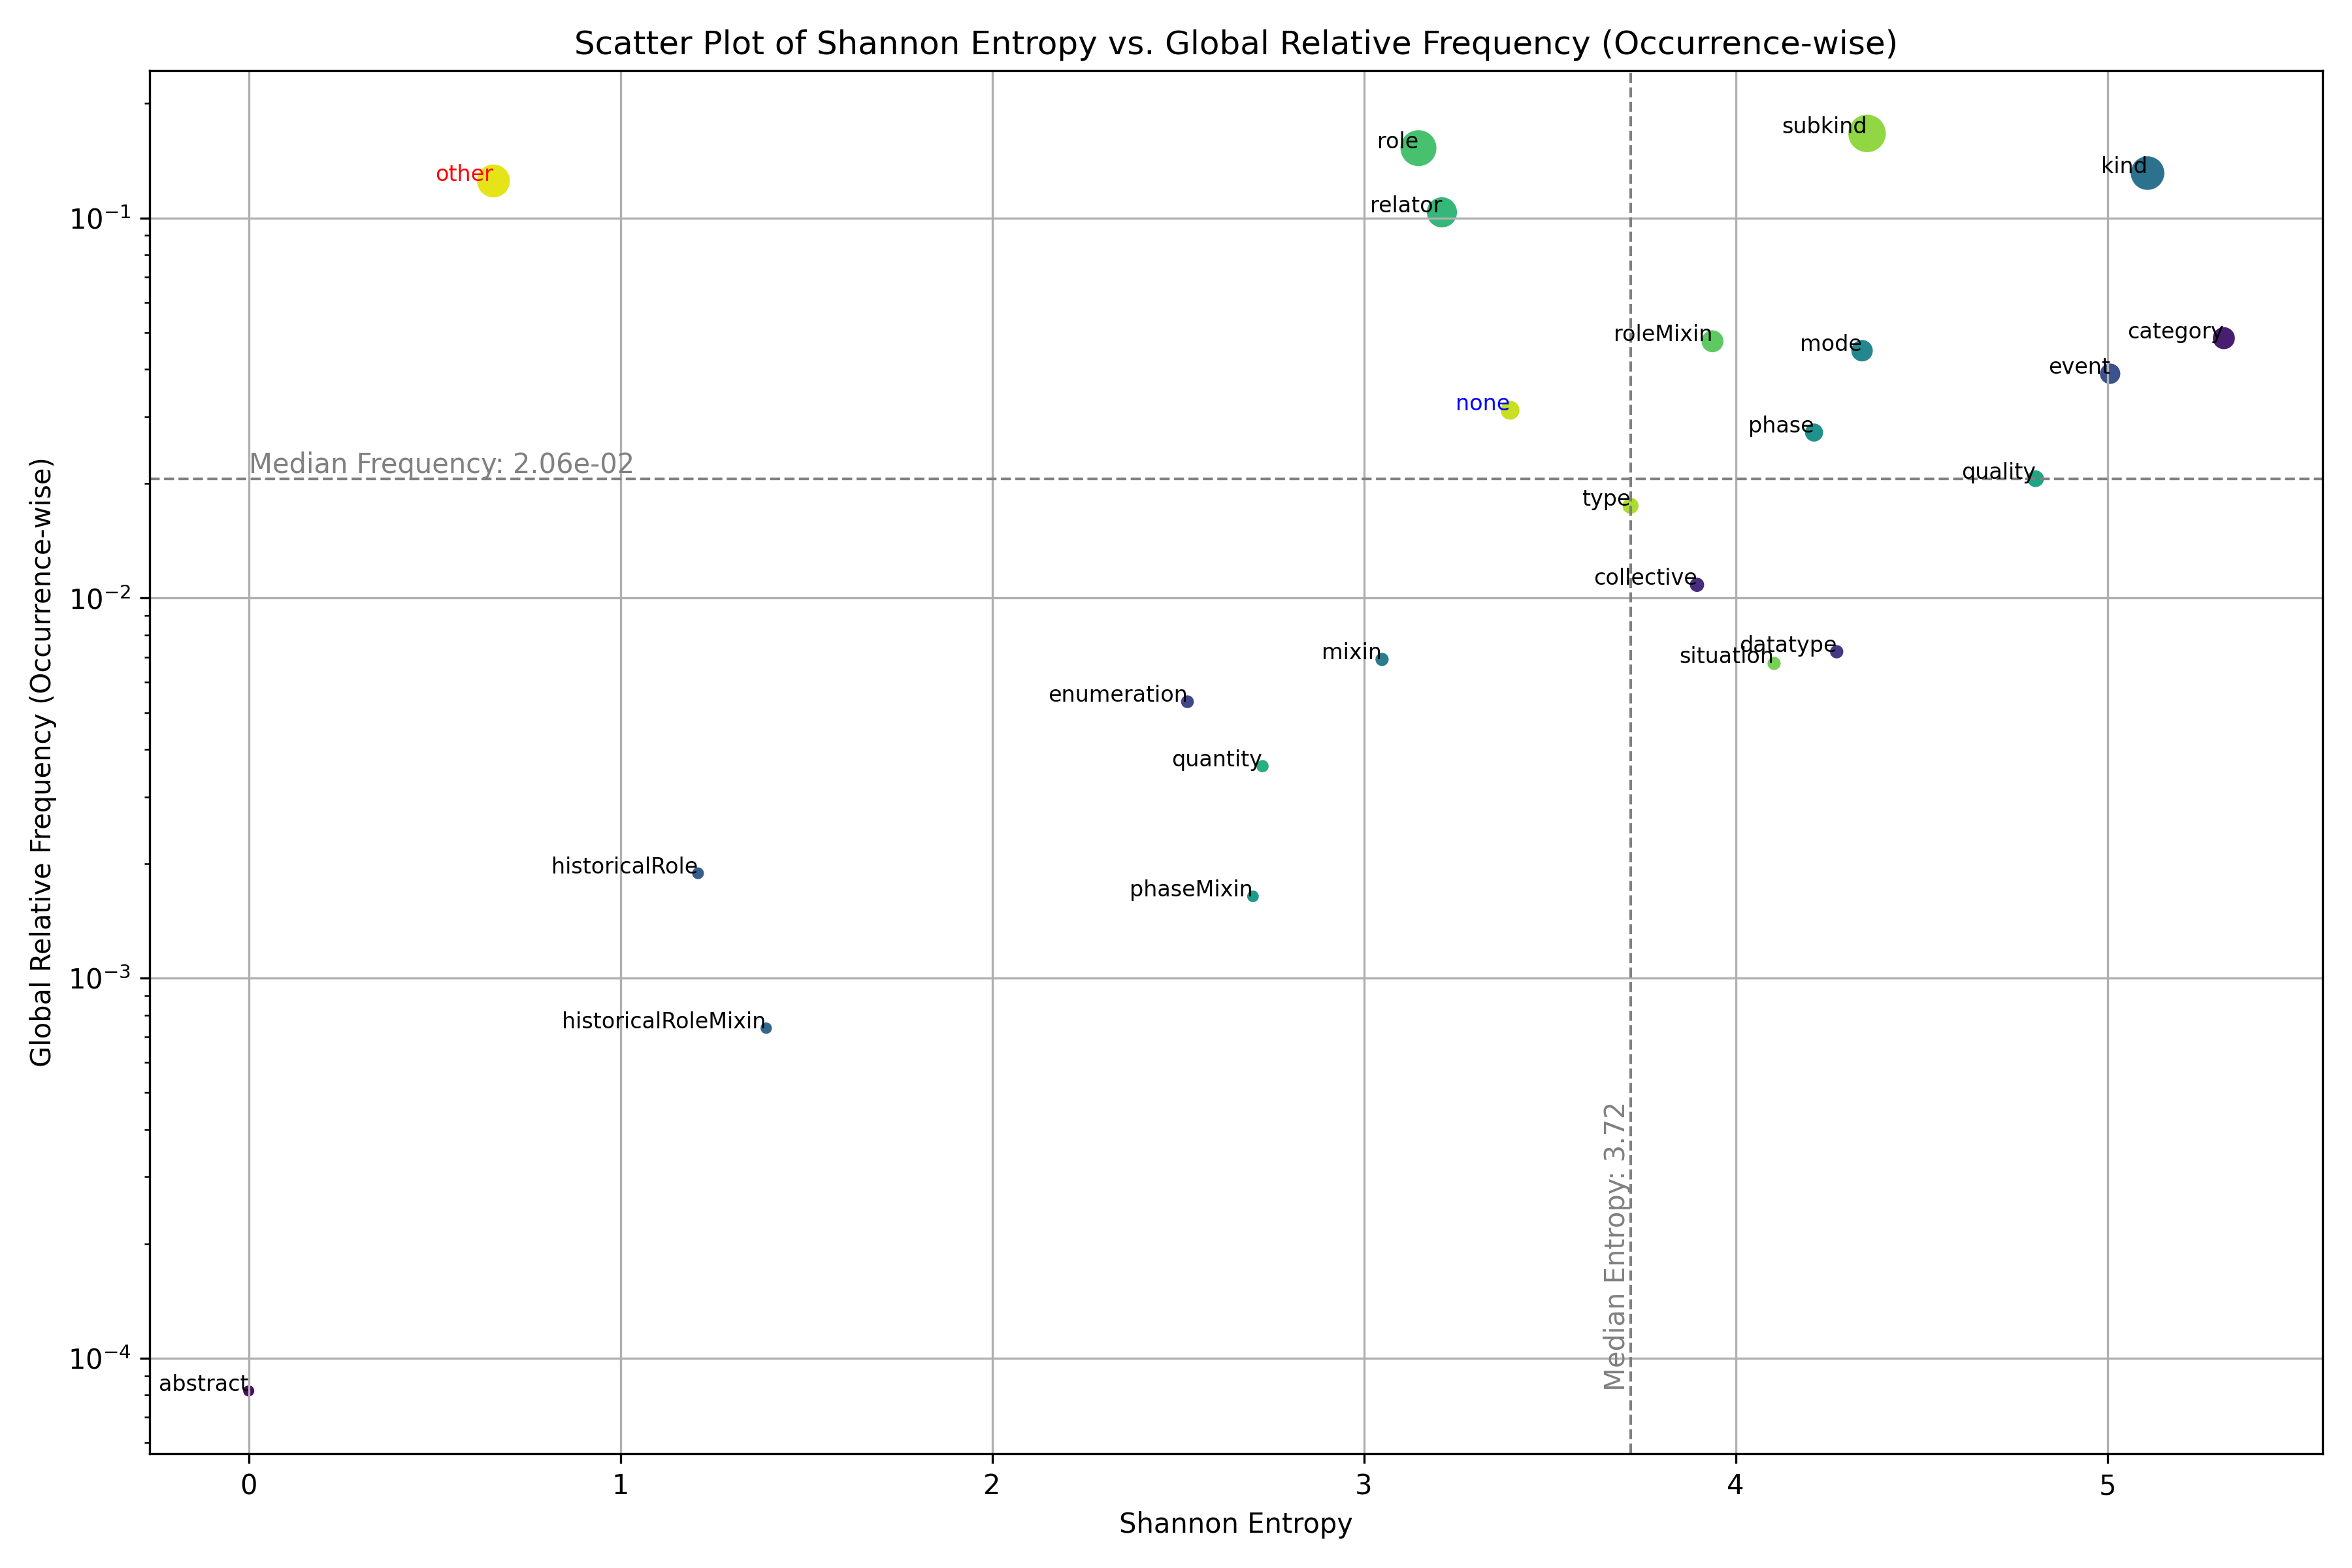 Scatter Plot of Shannon Entropy vs. Global Relative Frequency (Occurrence-wise)
subkind
role
kind
other
relator
10⁻¹
roleMixin
category
mode
event
none
phase
Median Frequency: 2.06e-02
quality
type
collective
10⁻²
datatype
mixin
situation
enumeration
quantity
historicalRole
phaseMixin
10⁻³
historicalRoleMixin
Median Entropy: 3.72
10⁻⁴
abstract
Global Relative Frequency (Occurrence-wise)
0 1 2 3 4 5
Shannon Entropy